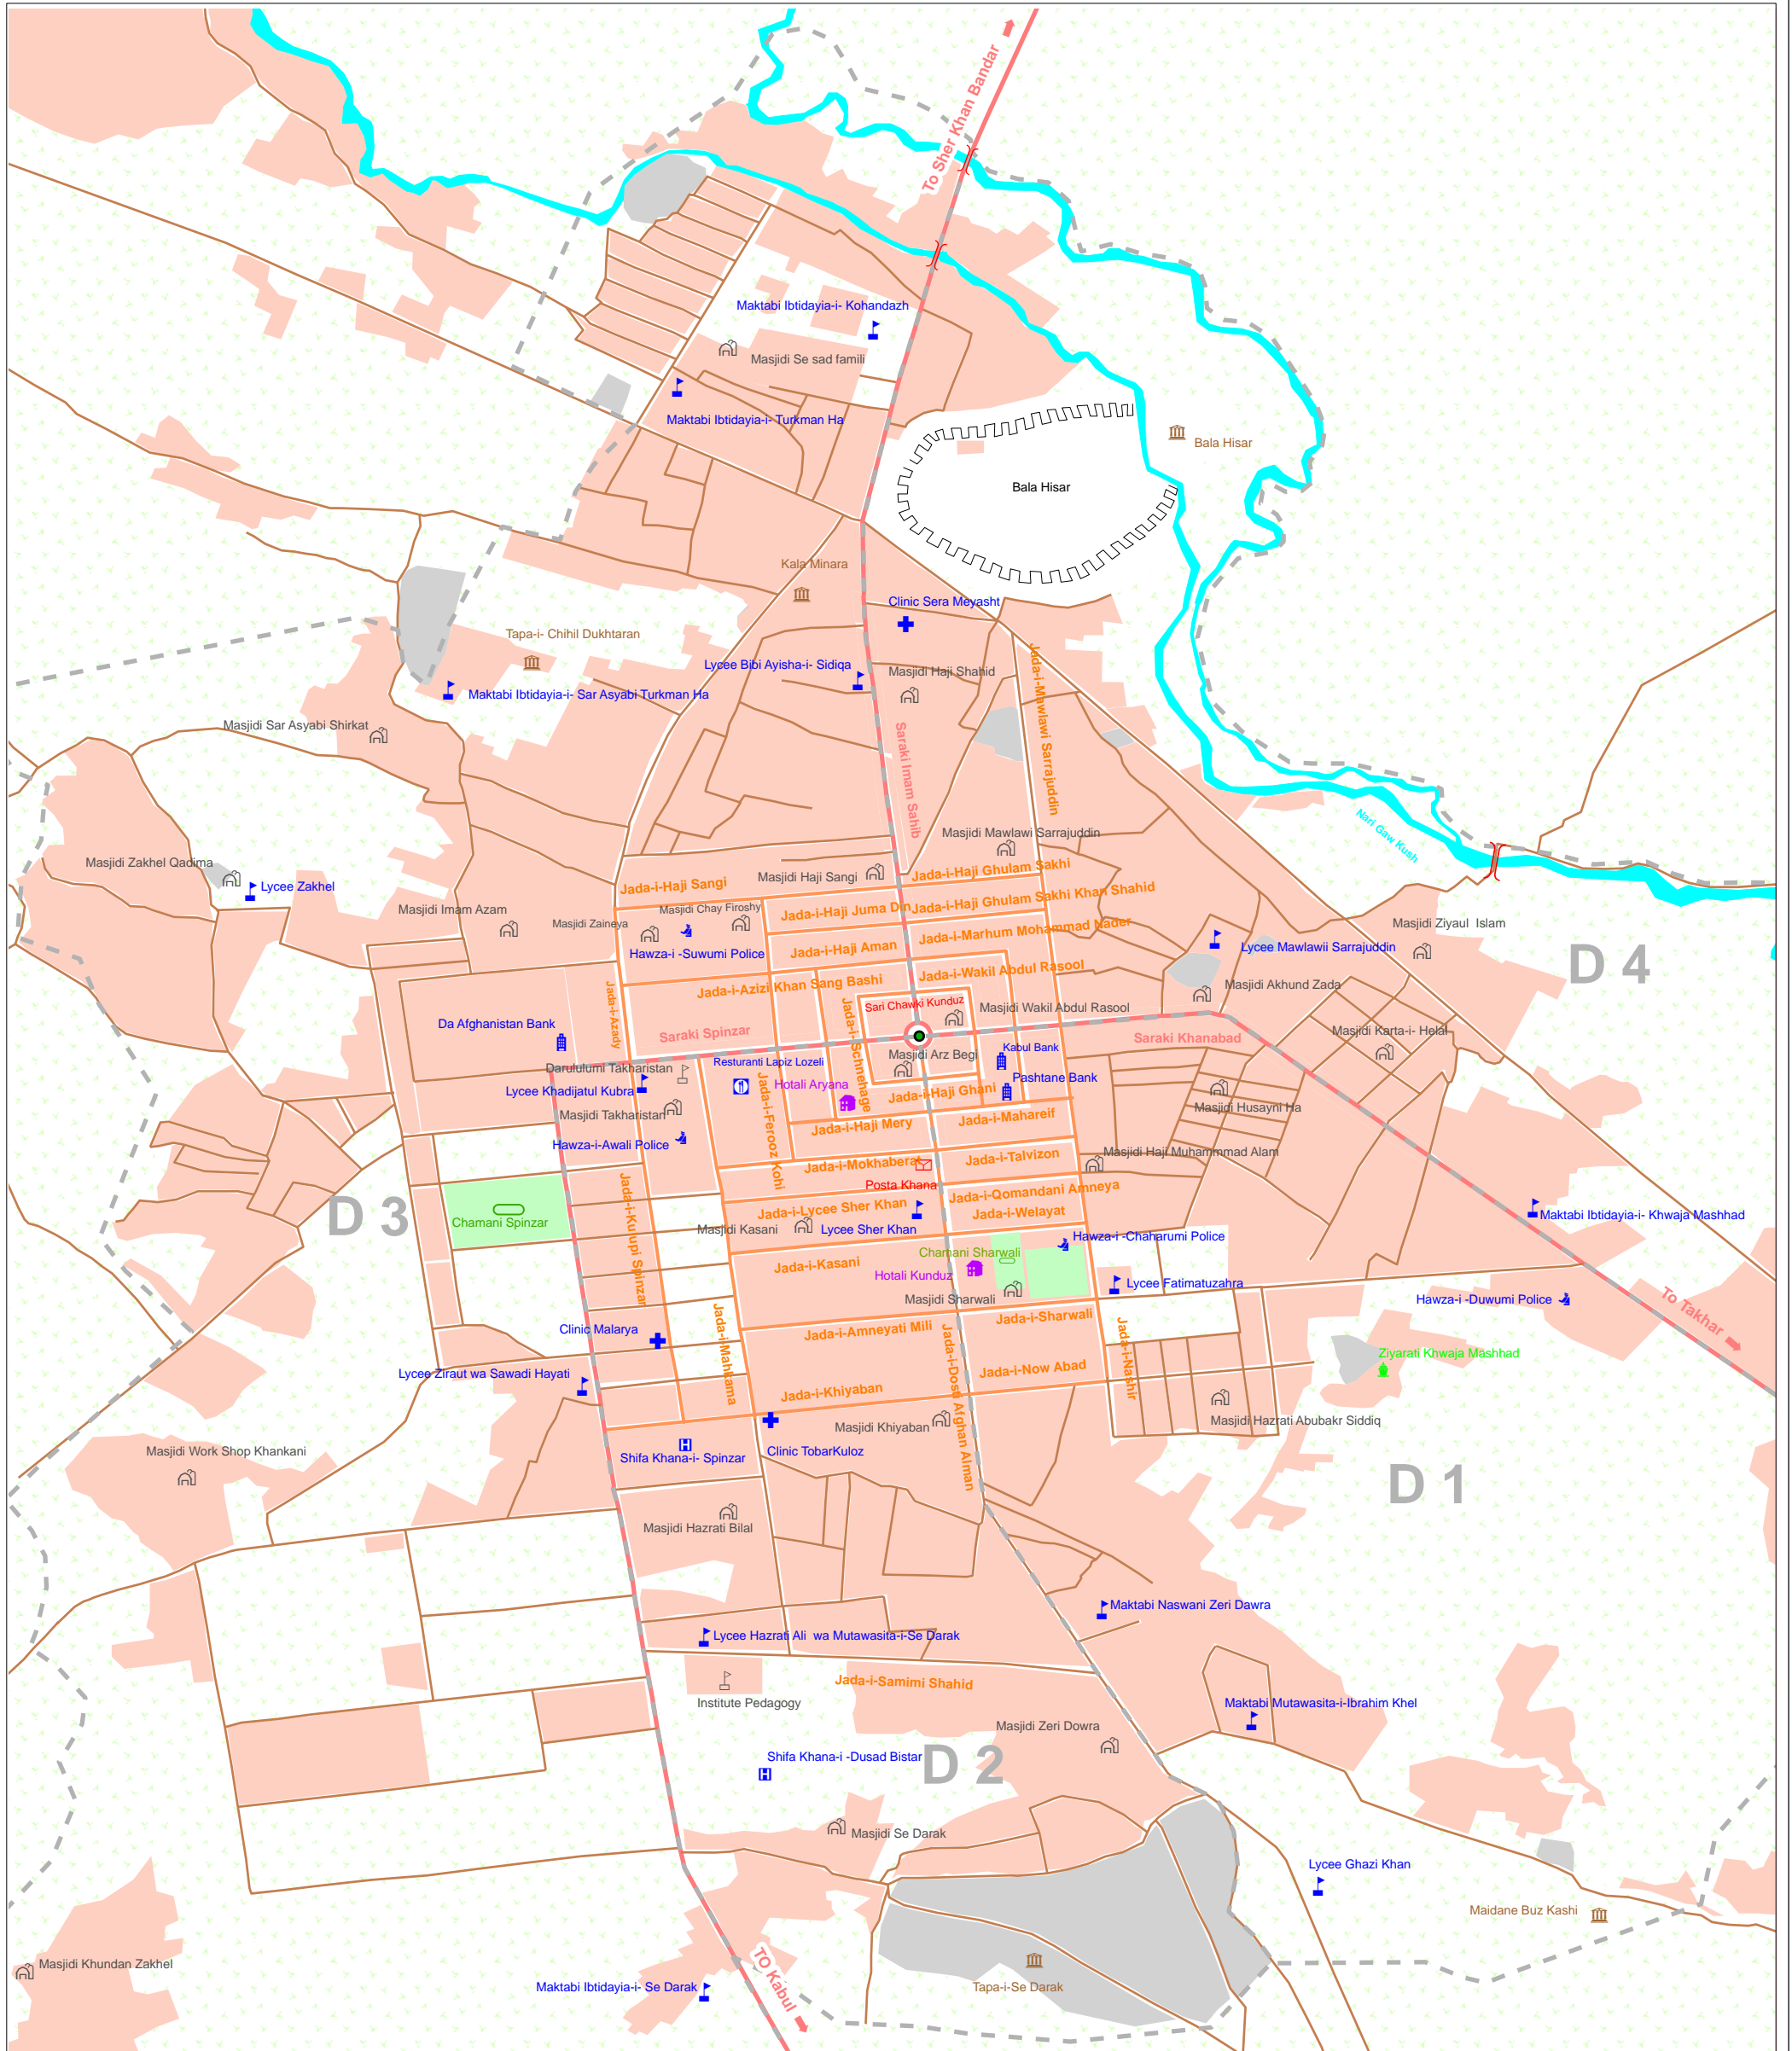 To Sher Khan Bandar
Maktabi Ibtidayia-i- Kohandazh
Masjidi Se sad famili
Maktabi Ibtidayia-i- Turkman Ha
Bala Hisar
Bala Hisar
Kala Minara
Clinic Sera Meyasht
Tapa-i- Chihil Dukhtaran
Lycee Bibi Ayisha-i- Sidiqa
Masjidi Haji Shahid
Jada-i-Mawlawi Sarrajuddin
Maktabi Ibtidayia-i- Sar Asyabi Turkman Ha
Masjidi Sar Asyabi Shirkat
Saraki Imam Sahib
Nari Gaw Kush
Masjidi Mawlawi Sarrajuddin
Masjidi Zakhel Qadima
Lycee Zakhel
Masjidi Haji Sangi
Jada-i-Haji Ghulam Sakhi
Jada-i-Haji Sangi
Masjidi Imam Azam
Masjidi Zaineya
Masjidi Chay Firoshy
Jada-i-Haji Juma Din
Jada-i-Haji Ghulam Sakhi Khan Shahid
Masjidi Ziyaul Islam
Hawza-i -Suwumi Police
Jada-i-Haji Aman
Jada-i-Marhum Mohammad Nader
Lycee Mawlawii Sarrajuddin
D 4
Jada-i-Azizi Khan Sang Bashi
Jada-i-Wakil Abdul Rasool
Masjidi Akhund Zada
Jada-i-Azady
Jada-i-Schnehage
Sari Chawki Kunduz
Masjidi Wakil Abdul Rasool
Da Afghanistan Bank
Saraki Spinzar
Saraki Khanabad
Masjidi Karta-i- Helal
Darululumi Takharistan
Resturanti Lapiz Lozeli
Masjidi Arz Begi
Kabul Bank
Lycee Khadijatul Kubra
Hotali Aryana
Pashtane Bank
Jada-i-Haji Ghani
Masjidi Takharistan
Jada-i-Ferooz Kohi
Masjidi Husayni Ha
Jada-i-Haji Mery
Jada-i-Mahareif
Hawza-i-Awali Police
Jada-i-Mokhaberat
Jada-i-Talvizon
Masjidi Haji Muhammmad Alam
Posta Khana
Jada-i-Qomandani Amneya
D 3
Chamani Spinzar
Jada-i-Kulupi Spinzar
Jada-i-Lycee Sher Khan
Jada-i-Welayat
Maktabi Ibtidayia-i- Khwaja Mashhad
Masjidi Kasani
Lycee Sher Khan
Hawza-i -Chaharumi Police
Chamani Sharwali
Jada-i-Kasani
Hotali Kunduz
Lycee Fatimatuzahra
Masjidi Sharwali
Hawza-i -Duwumi Police
To Takhar
Clinic Malarya
Jada-i-Mahkama
Jada-i-Amneyati Mili
Jada-i-Sharwali
Jada-i-Nashir
Ziyarati Khwaja Mashhad
Lycee Ziraut wa Sawadi Hayati
Jada-i-Khiyaban
Jada-i-Dosti Afghan Alman
Jada-i-Now Abad
Masjidi Khiyaban
Masjidi Hazrati Abubakr Siddiq
Masjidi Work Shop Khankani
Shifa Khana-i- Spinzar
Clinic TobarKuloz
D 1
Masjidi Hazrati Bilal
Maktabi Naswani Zeri Dawra
Lycee Hazrati Ali wa Mutawasita-i-Se Darak
Jada-i-Samimi Shahid
Institute Pedagogy
Maktabi Mutawasita-i-Ibrahim Khel
Masjidi Zeri Dowra
Shifa Khana-i -Dusad Bistar
D 2
Masjidi Se Darak
Lycee Ghazi Khan
Maidane Buz Kashi
Masjidi Khundan Zakhel
TO Kabul
Maktabi Ibtidayia-i- Se Darak
Tapa-i-Se Darak